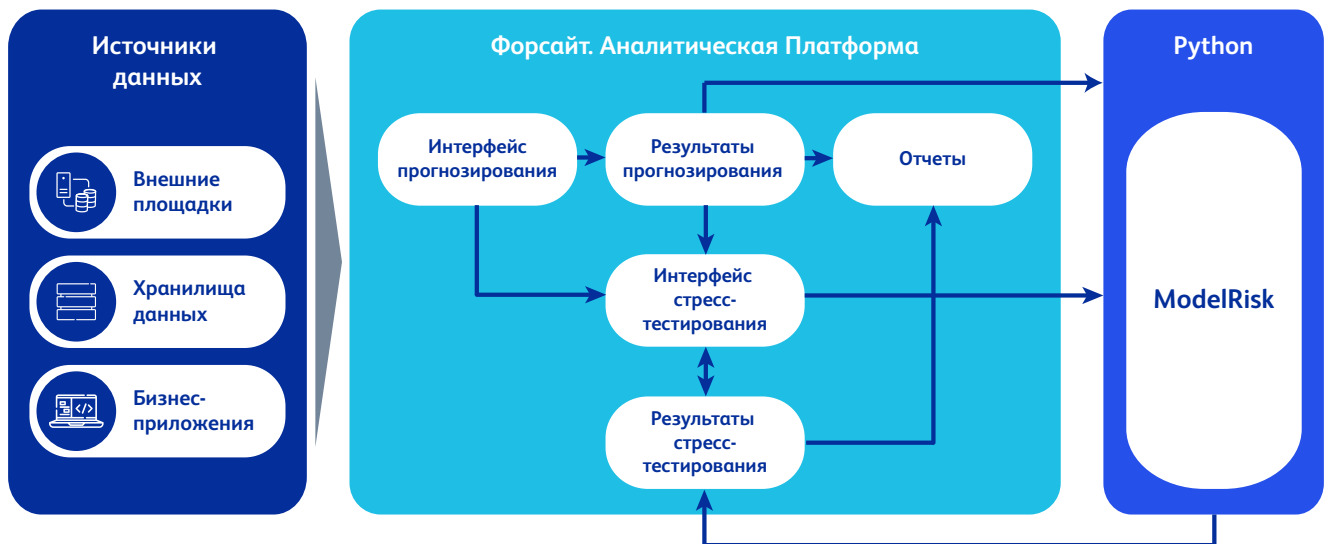 Источники
данных
Внешние
площадки
Хранилища
данных
Бизнес-
приложения
Форсайт. Аналитическая Платформа
Интерфейс
прогнозирования
Результаты
прогнозирования
Отчеты
Интерфейс
стресс-
тестирования
Результаты
стресс-
тестирования
Python
ModelRisk